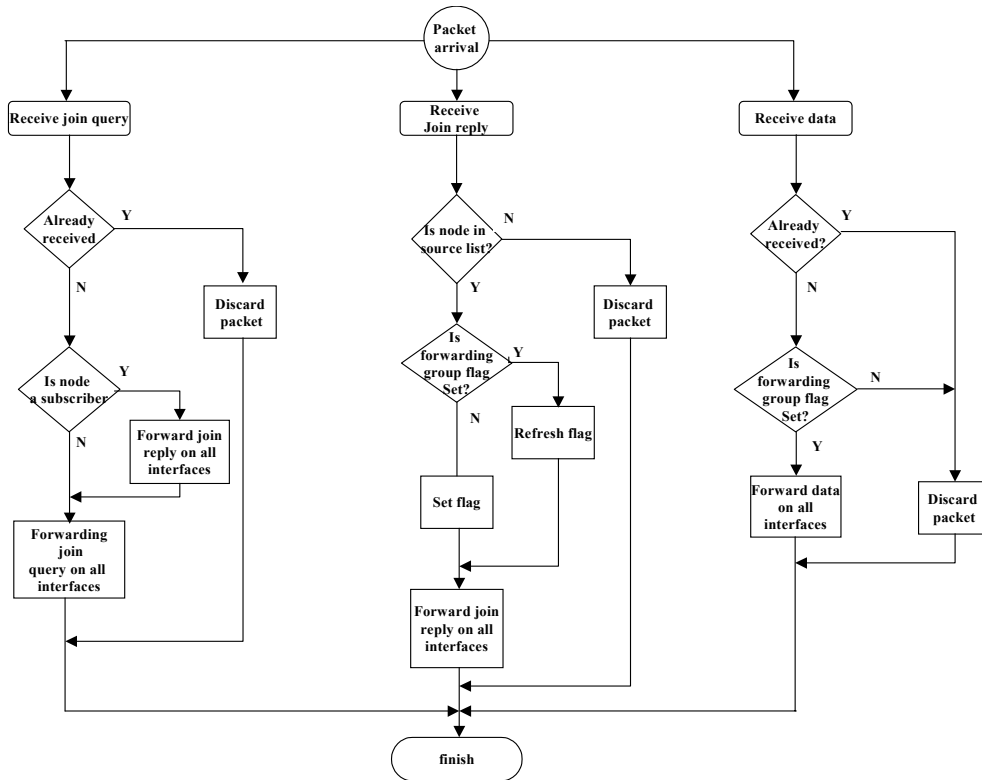 Packet
arrival
Receive join query
Already
received
Y
N
Discard
packet
Is node
a subscriber
Y
N
Forward join
reply on all
interfaces
Forwarding
join
query on all
interfaces
Receive
Join reply
Is node in
source list?
N
Y
Discard
packet
Is
forwarding
group flag
Set?
Y
N
Refresh flag
Set flag
Forward join
reply on all
interfaces
Receive data
Already
received?
Y
N
Is
forwarding
group flag
Set?
N
Y
Forward data
on all
interfaces
Discard
packet
finish